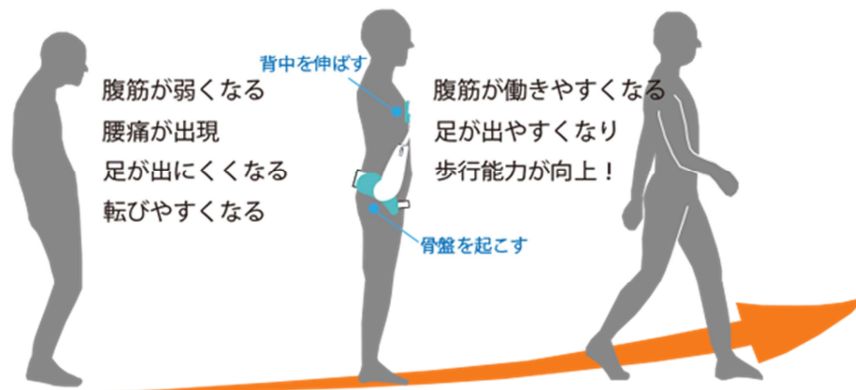 腹筋が弱くなる
腰痛が出現
足が出にくくなる
転びやすくなる
背中を伸ばす
骨盤を起こす
腹筋が働きやすくなる
足が出やすくなり
歩行能力が向上！